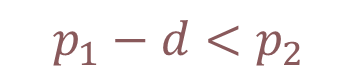 p₁ − d < p₂